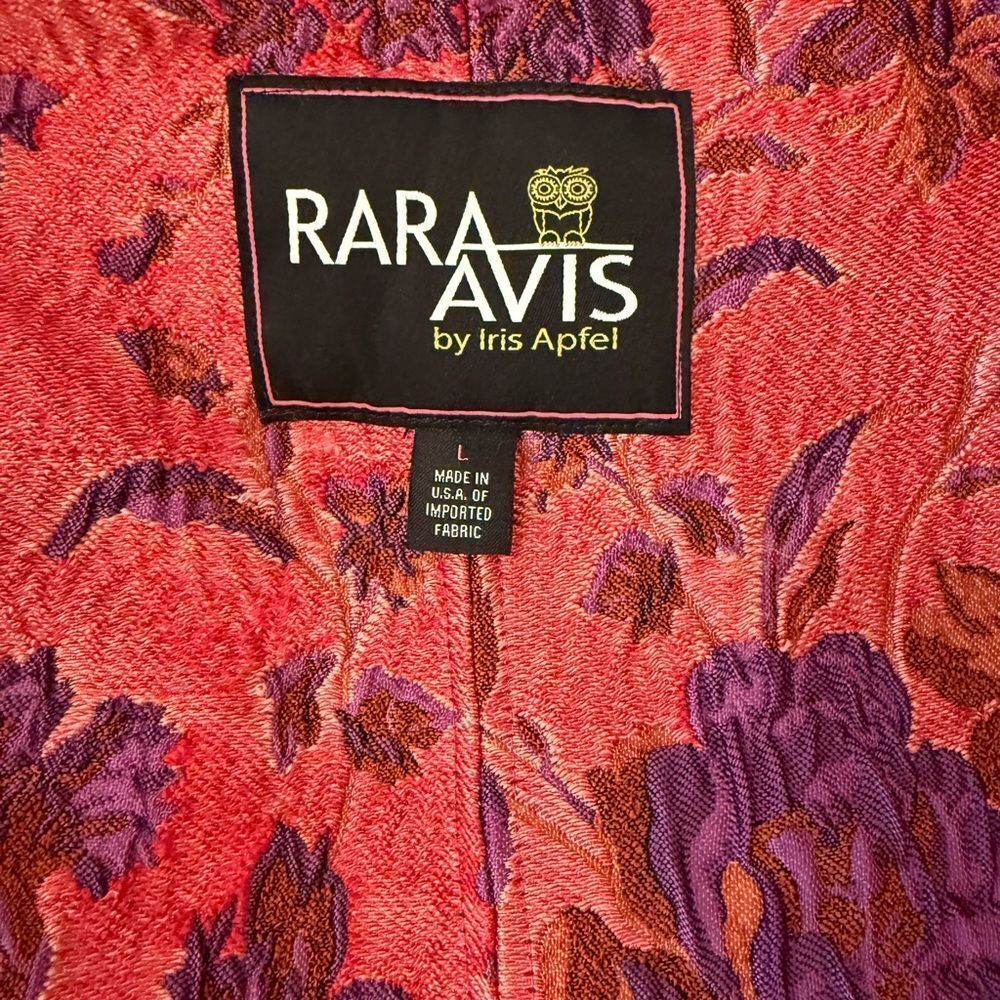 RARA
AVIS
by Iris Apfel
L
MADE IN
U.S.A. OF
IMPORTED
FABRIC